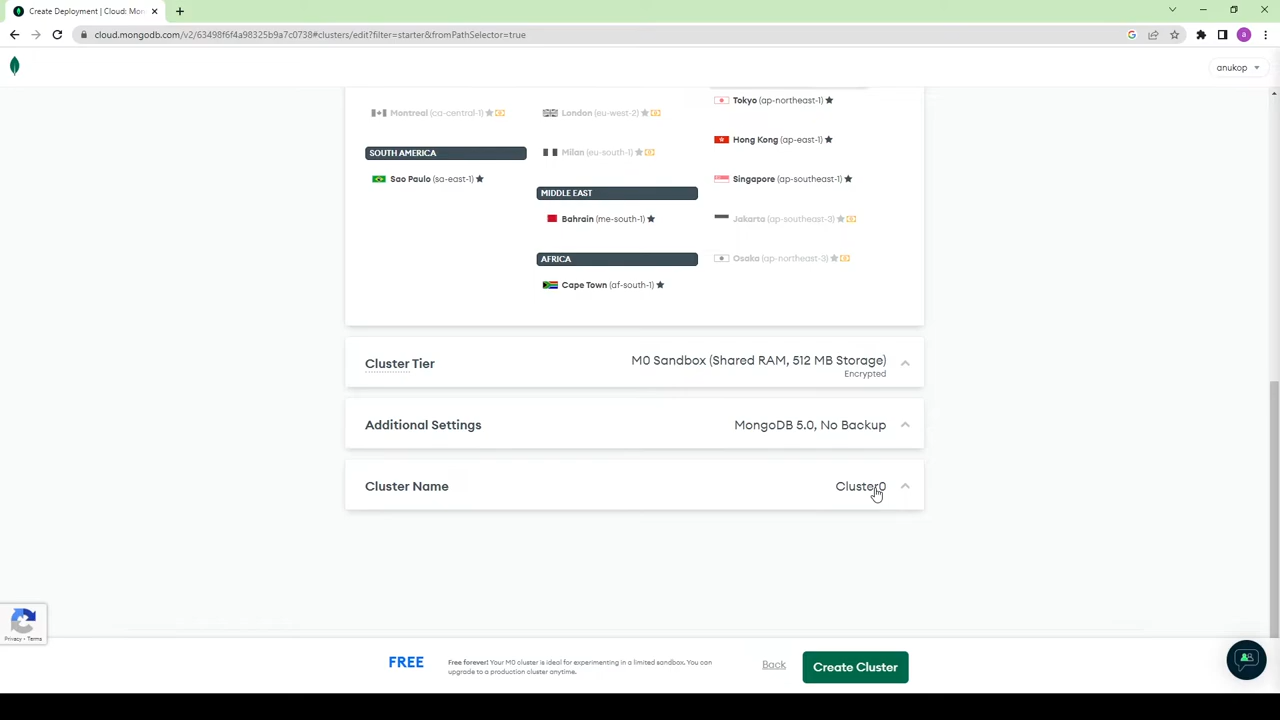 Create Deployment | Cloud: Mon
cloud.mongodb.com/v2/63498f6f4a98325b9a7c0738#clusters/edit?filter=starter&fromPathSelector=true
a
anukop
Montreal (ca-central-1)
London (eu-west-2)
Tokyo (ap-northeast-1)
SOUTH AMERICA
Milan (eu-south-1)
Hong Kong (ap-east-1)
Sao Paulo (sa-east-1)
MIDDLE EAST
Singapore (ap-southeast-1)
Bahrain (me-south-1)
Jakarta (ap-southeast-3)
AFRICA
Osaka (ap-northeast-3)
Cape Town (af-south-1)
Cluster Tier
M0 Sandbox (Shared RAM, 512 MB Storage)
Encrypted
Additional Settings
MongoDB 5.0, No Backup
Cluster Name
Cluster0
Privacy - Terms
FREE
Free forever! Your M0 cluster is ideal for experimenting in a limited sandbox. You can
upgrade to a production cluster anytime.
Back
Create Cluster